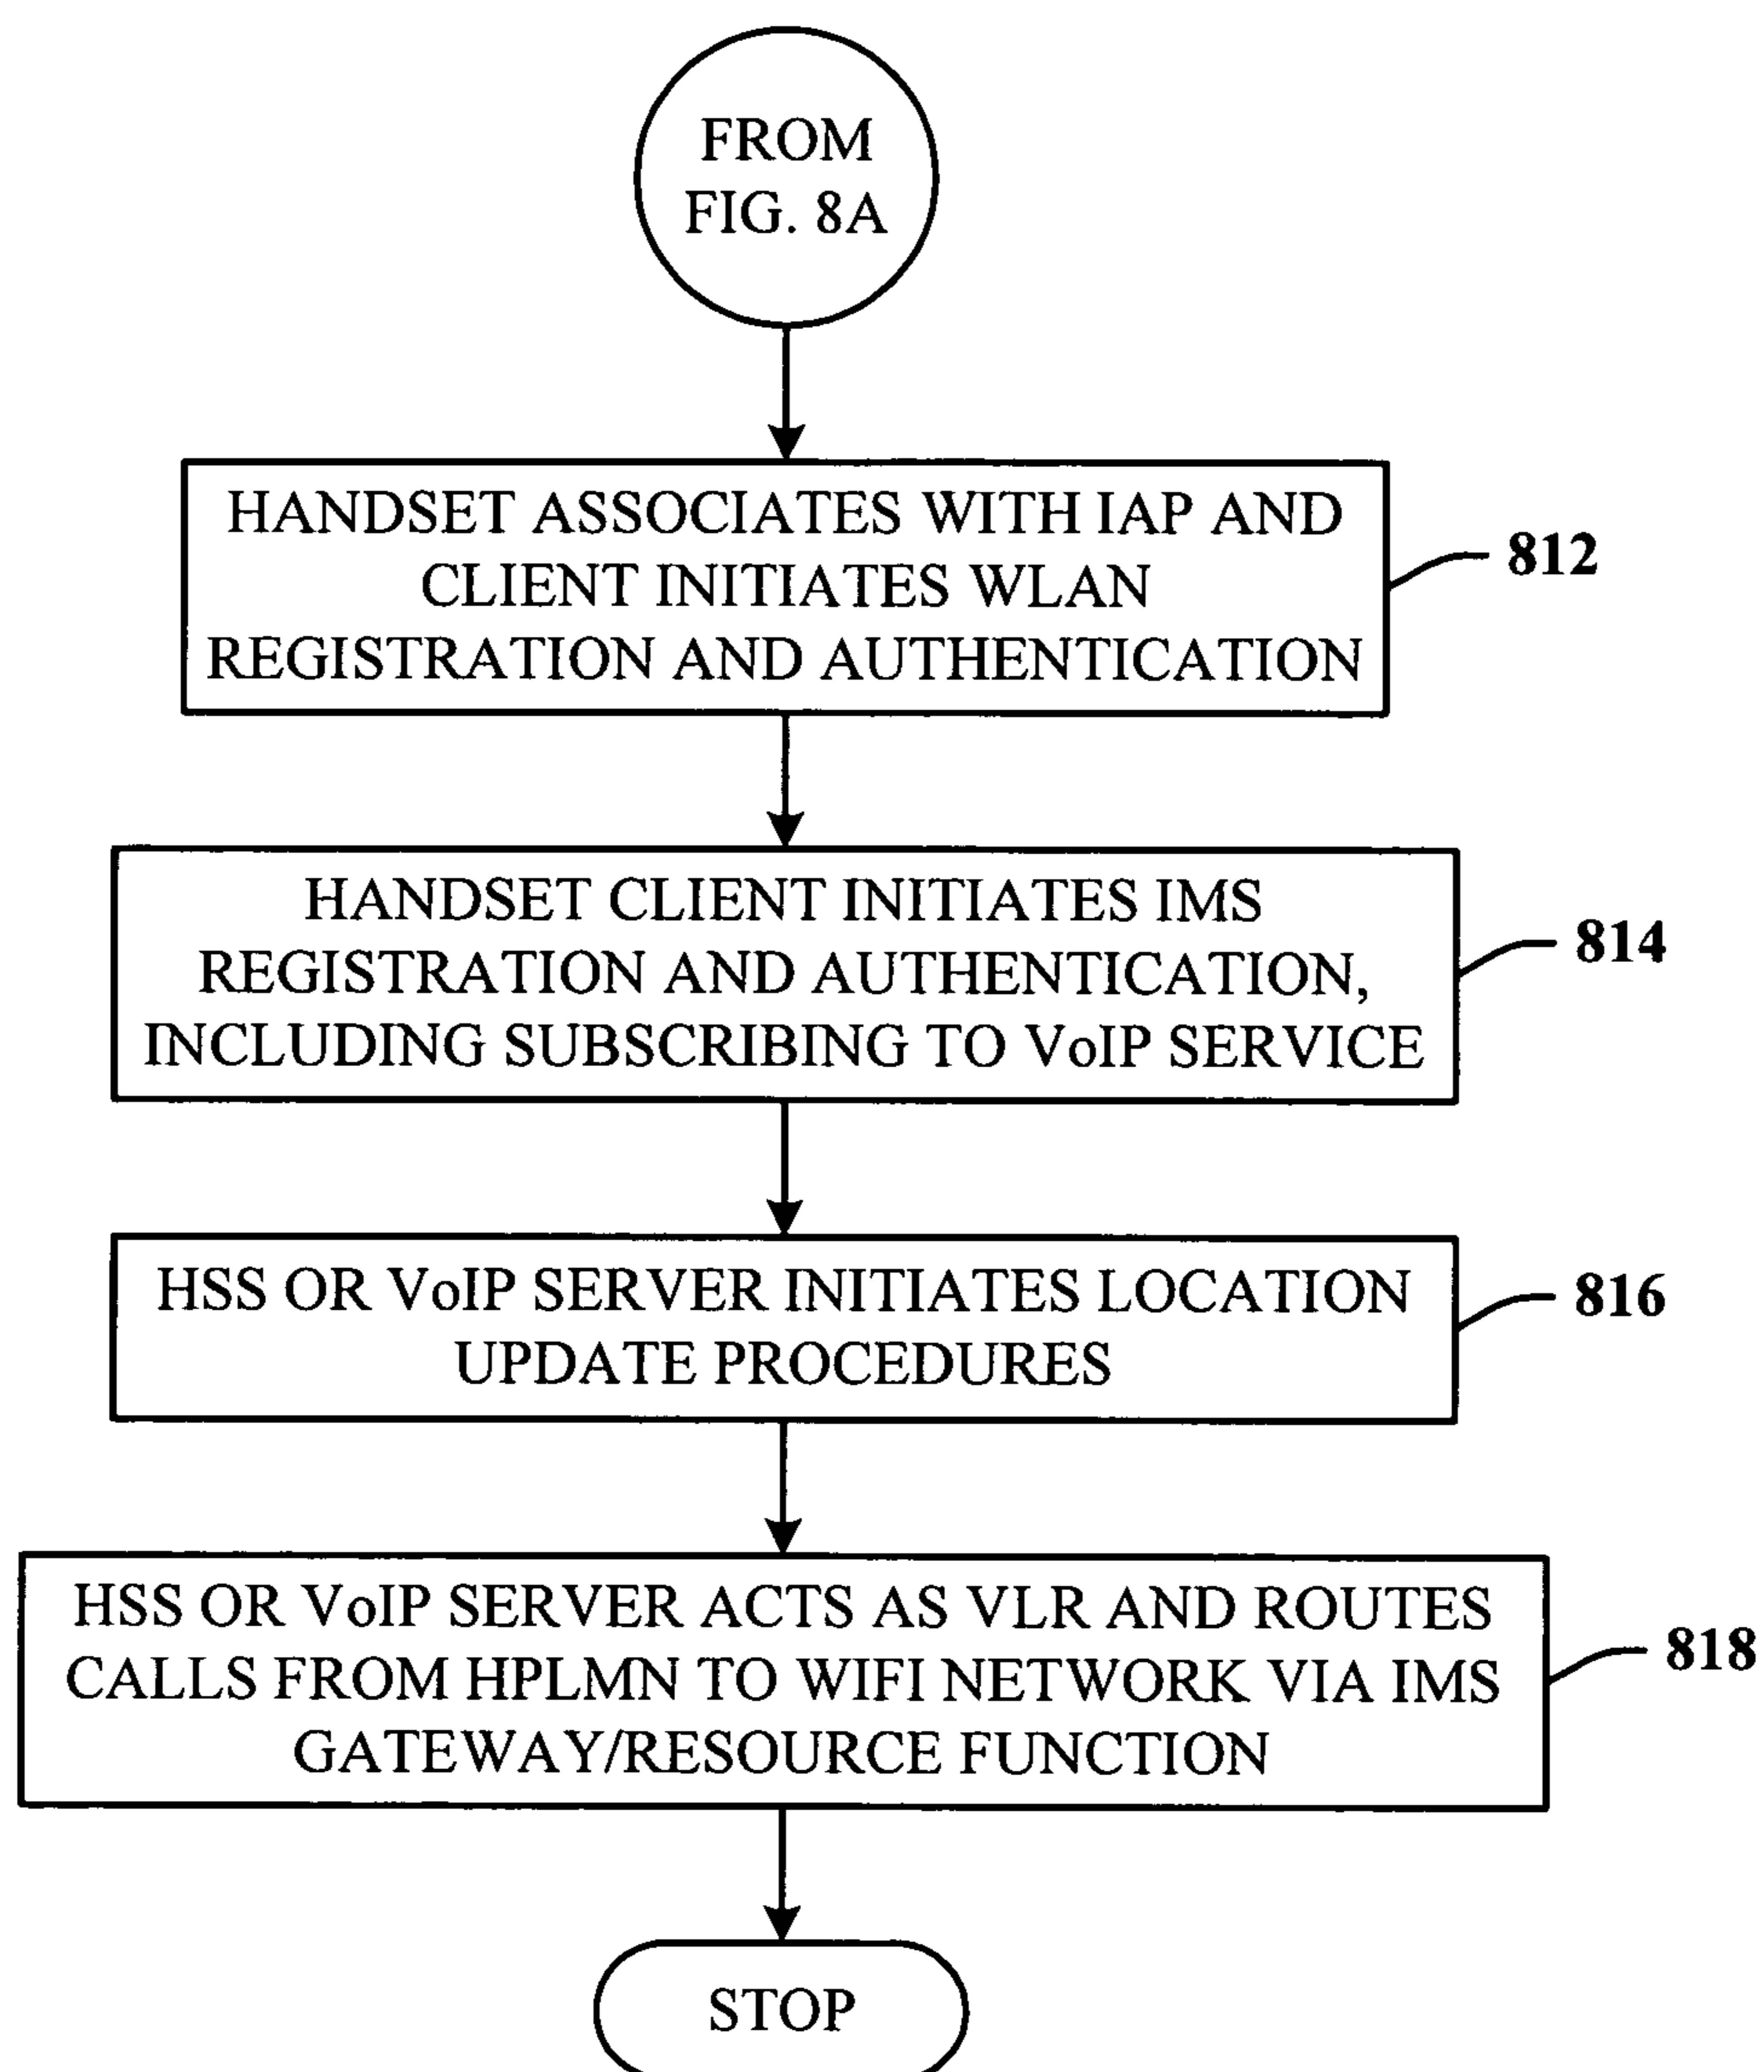 FROM
FIG. 8A
HANDSET ASSOCIATES WITH IAP AND
CLIENT INITIATES WLAN
REGISTRATION AND AUTHENTICATION
812
HANDSET CLIENT INITIATES IMS
REGISTRATION AND AUTHENTICATION,
INCLUDING SUBSCRIBING TO VoIP SERVICE
814
HSS OR VoIP SERVER INITIATES LOCATION
UPDATE PROCEDURES
816
HSS OR VoIP SERVER ACTS AS VLR AND ROUTES
CALLS FROM HPLMN TO WIFI NETWORK VIA IMS
GATEWAY/RESOURCE FUNCTION
818
STOP